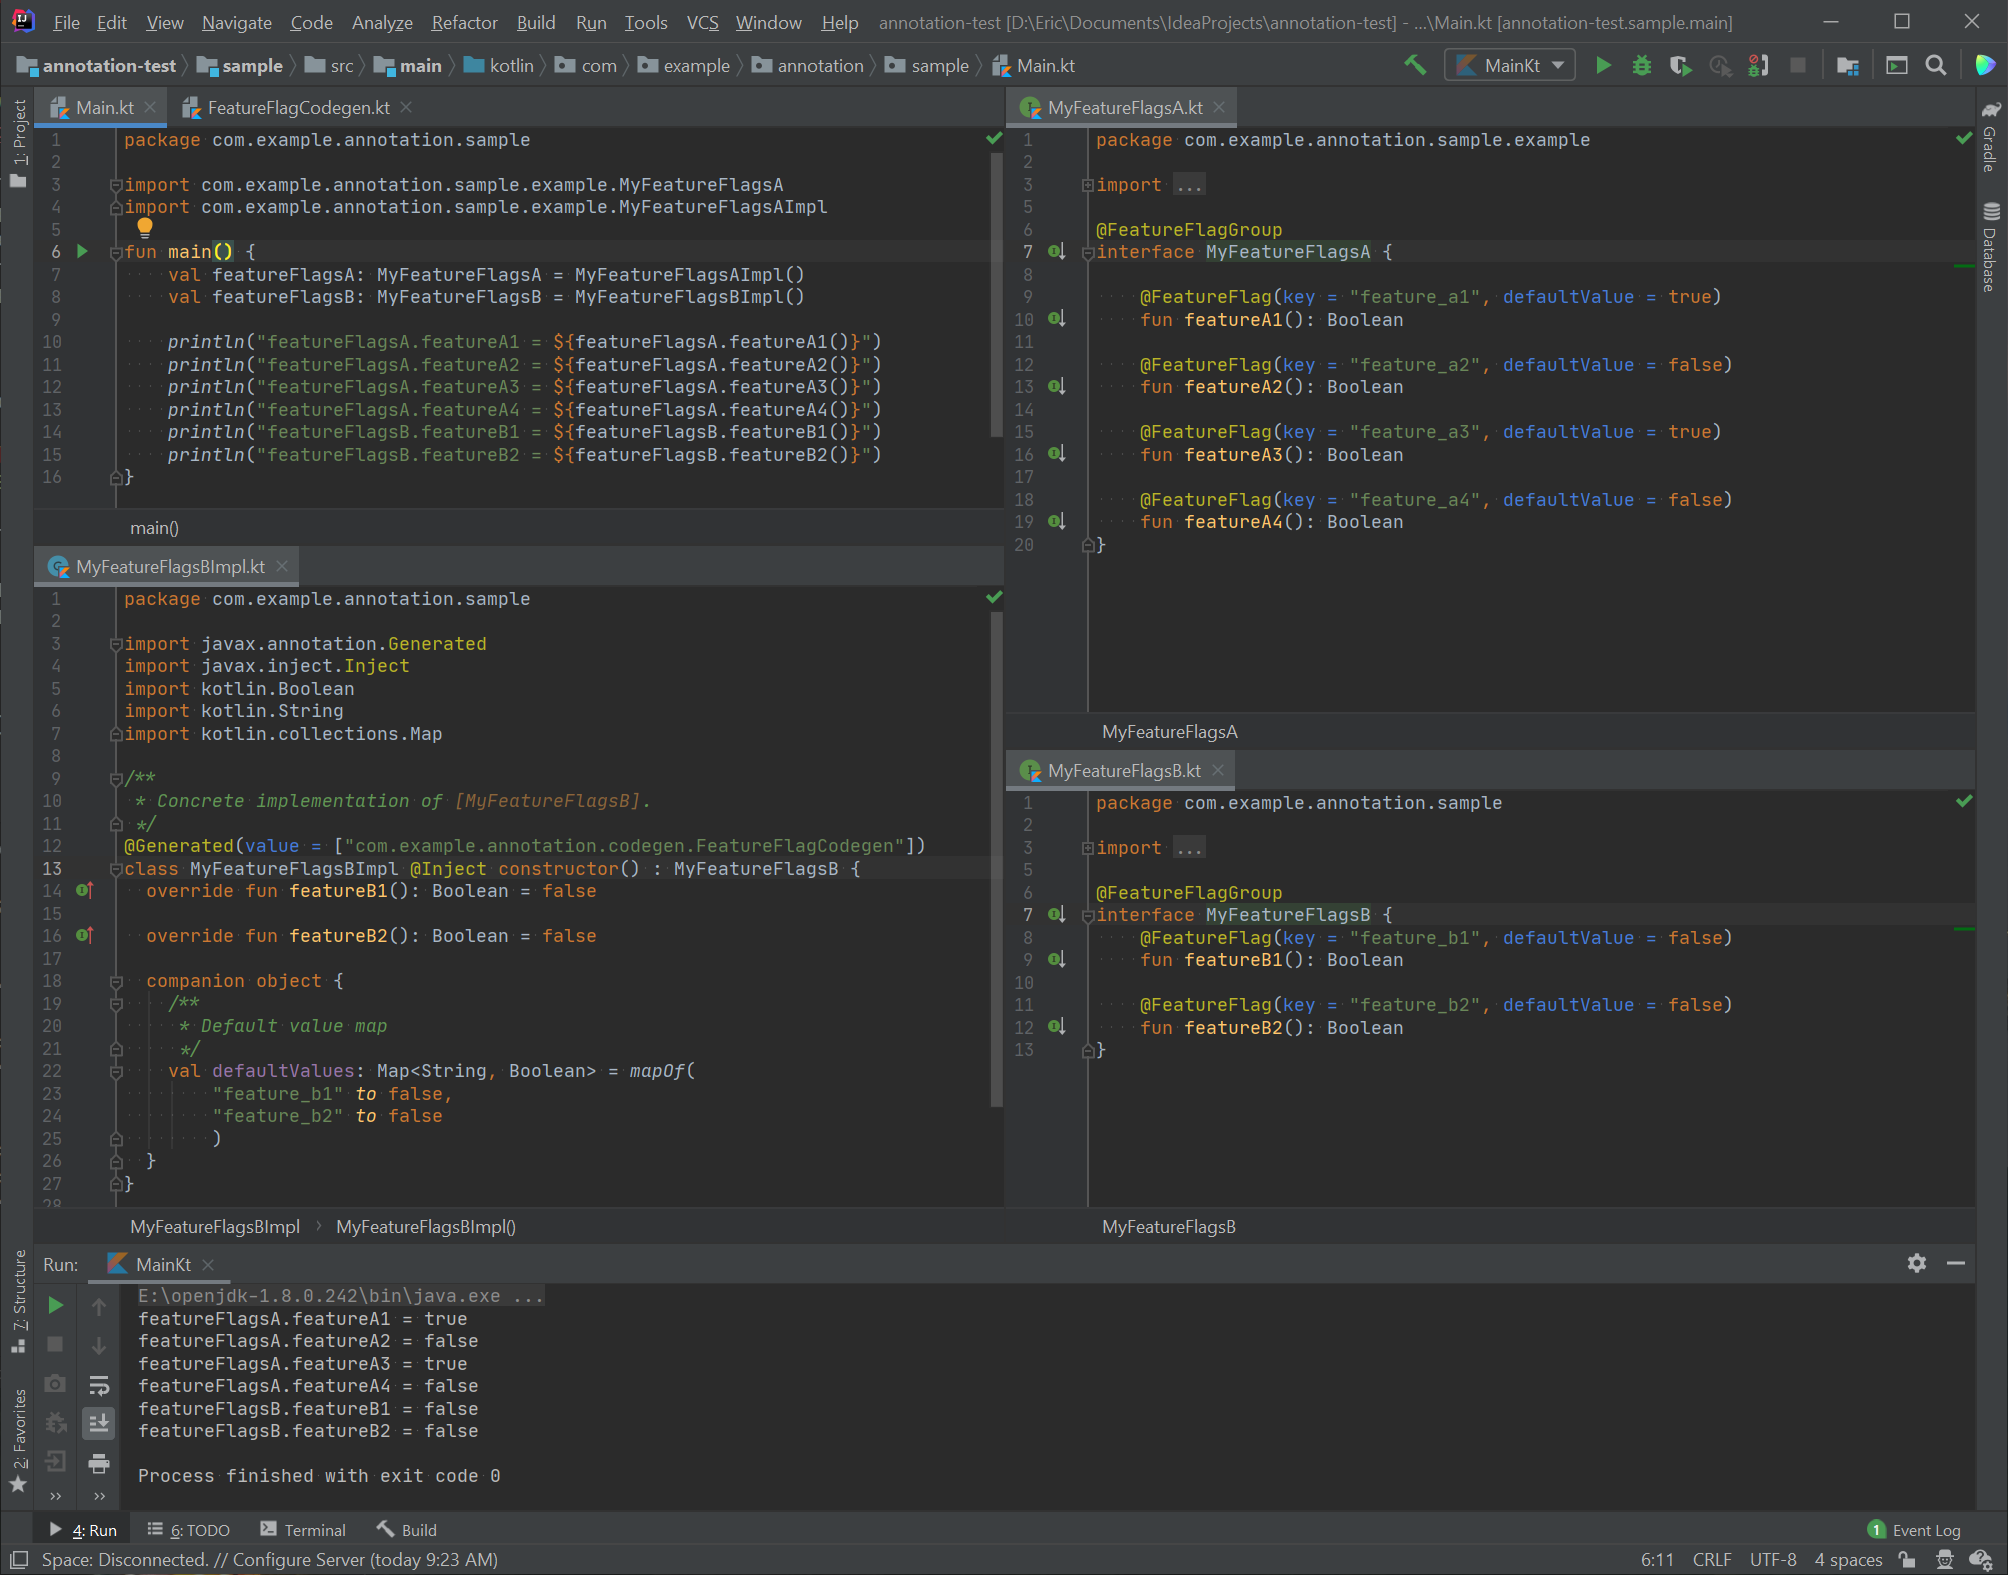 File Edit View Navigate Code Analyze Refactor Build Run Tools VCS Window Help annotation-test [D:\Eric\Documents\IdeaProjects\annotation-test] - ...\Main.kt [annotation-test.sample.main]
annotation-test sample src main kotlin com example annotation sample Main.kt MainKt
1: Project
Main.kt FeatureFlagCodegen.kt
1 package com.example.annotation.sample
2
3 import com.example.annotation.sample.example.MyFeatureFlagsA
4 import com.example.annotation.sample.example.MyFeatureFlagsAImpl
5
6 fun main() {
7 val featureFlagsA: MyFeatureFlagsA = MyFeatureFlagsAImpl()
8 val featureFlagsB: MyFeatureFlagsB = MyFeatureFlagsBImpl()
9
10 println("featureFlagsA.featureA1 = ${featureFlagsA.featureA1()}")
11 println("featureFlagsA.featureA2 = ${featureFlagsA.featureA2()}")
12 println("featureFlagsA.featureA3 = ${featureFlagsA.featureA3()}")
13 println("featureFlagsA.featureA4 = ${featureFlagsA.featureA4()}")
14 println("featureFlagsB.featureB1 = ${featureFlagsB.featureB1()}")
15 println("featureFlagsB.featureB2 = ${featureFlagsB.featureB2()}")
16 }
main()
MyFeatureFlagsBImpl.kt
1 package com.example.annotation.sample
2
3 import javax.annotation.Generated
4 import javax.inject.Inject
5 import kotlin.Boolean
6 import kotlin.String
7 import kotlin.collections.Map
8
9 /**
10 * Concrete implementation of [MyFeatureFlagsB].
11 */
12 @Generated(value = ["com.example.annotation.codegen.FeatureFlagCodegen"])
13 class MyFeatureFlagsBImpl @Inject constructor() : MyFeatureFlagsB {
14 override fun featureB1(): Boolean = false
15
16 override fun featureB2(): Boolean = false
17
18 companion object {
19 /**
20 * Default value map
21 */
22 val defaultValues: Map<String, Boolean> = mapOf(
23 "feature_b1" to false,
24 "feature_b2" to false
25 )
26 }
27 }
28
MyFeatureFlagsBImpl MyFeatureFlagsBImpl()
MyFeatureFlagsA.kt
1 package com.example.annotation.sample.example
2
3 import ...
5
6 @FeatureFlagGroup
7 interface MyFeatureFlagsA {
8
9 @FeatureFlag(key = "feature_a1", defaultValue = true)
10 fun featureA1(): Boolean
11
12 @FeatureFlag(key = "feature_a2", defaultValue = false)
13 fun featureA2(): Boolean
14
15 @FeatureFlag(key = "feature_a3", defaultValue = true)
16 fun featureA3(): Boolean
17
18 @FeatureFlag(key = "feature_a4", defaultValue = false)
19 fun featureA4(): Boolean
20 }
MyFeatureFlagsA
MyFeatureFlagsB.kt
1 package com.example.annotation.sample
2
3 import ...
5
6 @FeatureFlagGroup
7 interface MyFeatureFlagsB {
8 @FeatureFlag(key = "feature_b1", defaultValue = false)
9 fun featureB1(): Boolean
10
11 @FeatureFlag(key = "feature_b2", defaultValue = false)
12 fun featureB2(): Boolean
13 }
MyFeatureFlagsB
Gradle
Database
7: Structure
2: Favorites
Run: MainKt
E:\openjdk-1.8.0.242\bin\java.exe ...
featureFlagsA.featureA1 = true
featureFlagsA.featureA2 = false
featureFlagsA.featureA3 = true
featureFlagsA.featureA4 = false
featureFlagsB.featureB1 = false
featureFlagsB.featureB2 = false
Process finished with exit code 0
4: Run 6: TODO Terminal Build 1 Event Log
Space: Disconnected. // Configure Server (today 9:23 AM) 6:11 CRLF UTF-8 4 spaces